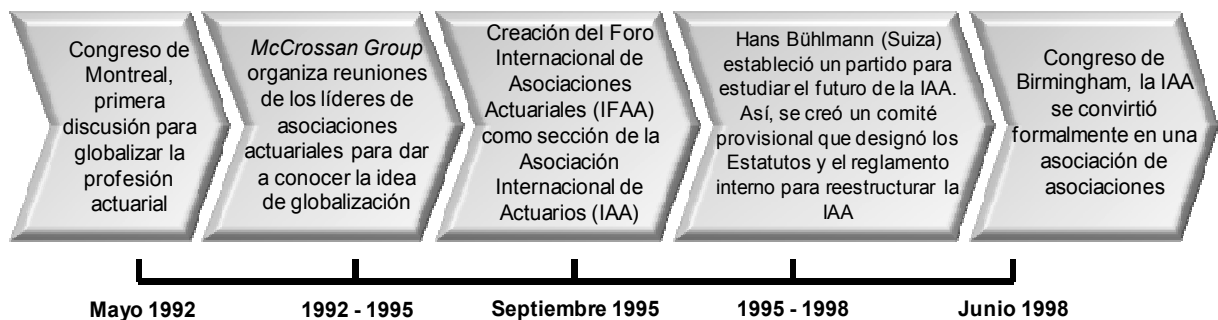 Congreso de
Montreal,
primera
discusión para
globalizar la
profesión
actuarial
McCrossan Group
organiza reuniones
de los líderes de
asociaciones
actuariales para dar
a conocer la idea
de globalización
Creación del Foro
Internacional de
Asociaciones
Actuariales (IFAA)
como sección de la
Asociación
Internacional de
Actuarios (IAA)
Hans Bühlmann (Suiza)
estableció un partido para
estudiar el futuro de la IAA.
Así, se creó un comité
provisional que designó los
Estatutos y el reglamento
interno para reestructurar la
IAA
Congreso de
Birmingham, la IAA
se convirtió
formalmente en una
asociación de
asociaciones
Mayo 1992
1992 - 1995
Septiembre 1995
1995 - 1998
Junio 1998